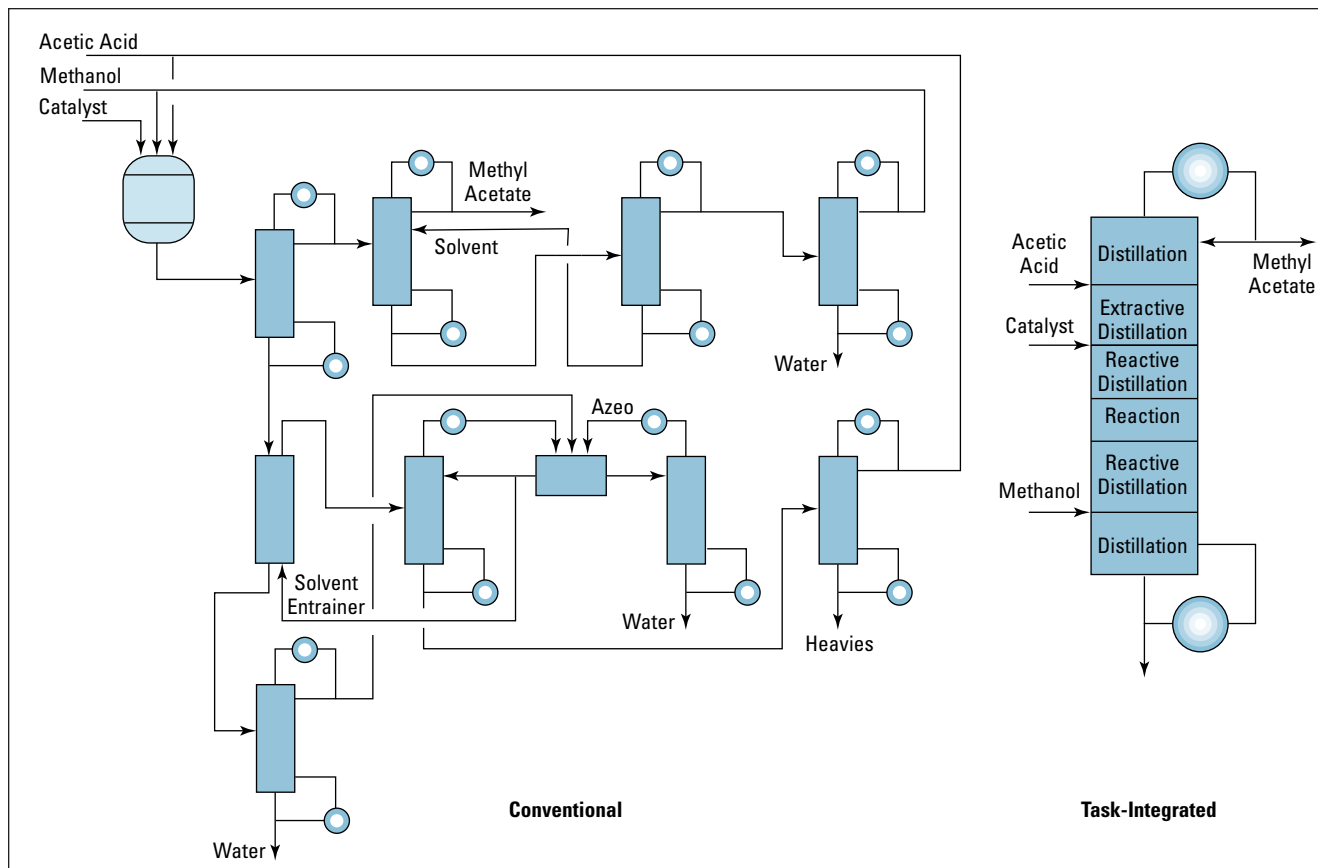 Acetic Acid
Methanol
Catalyst
Methyl
Acetate
Solvent
Water
Azeo
Solvent
Entrainer
Water
Heavies
Water
Conventional
Acetic
Acid
Catalyst
Methanol
Distillation
Extractive
Distillation
Reactive
Distillation
Reaction
Reactive
Distillation
Distillation
Methyl
Acetate
Task-Integrated